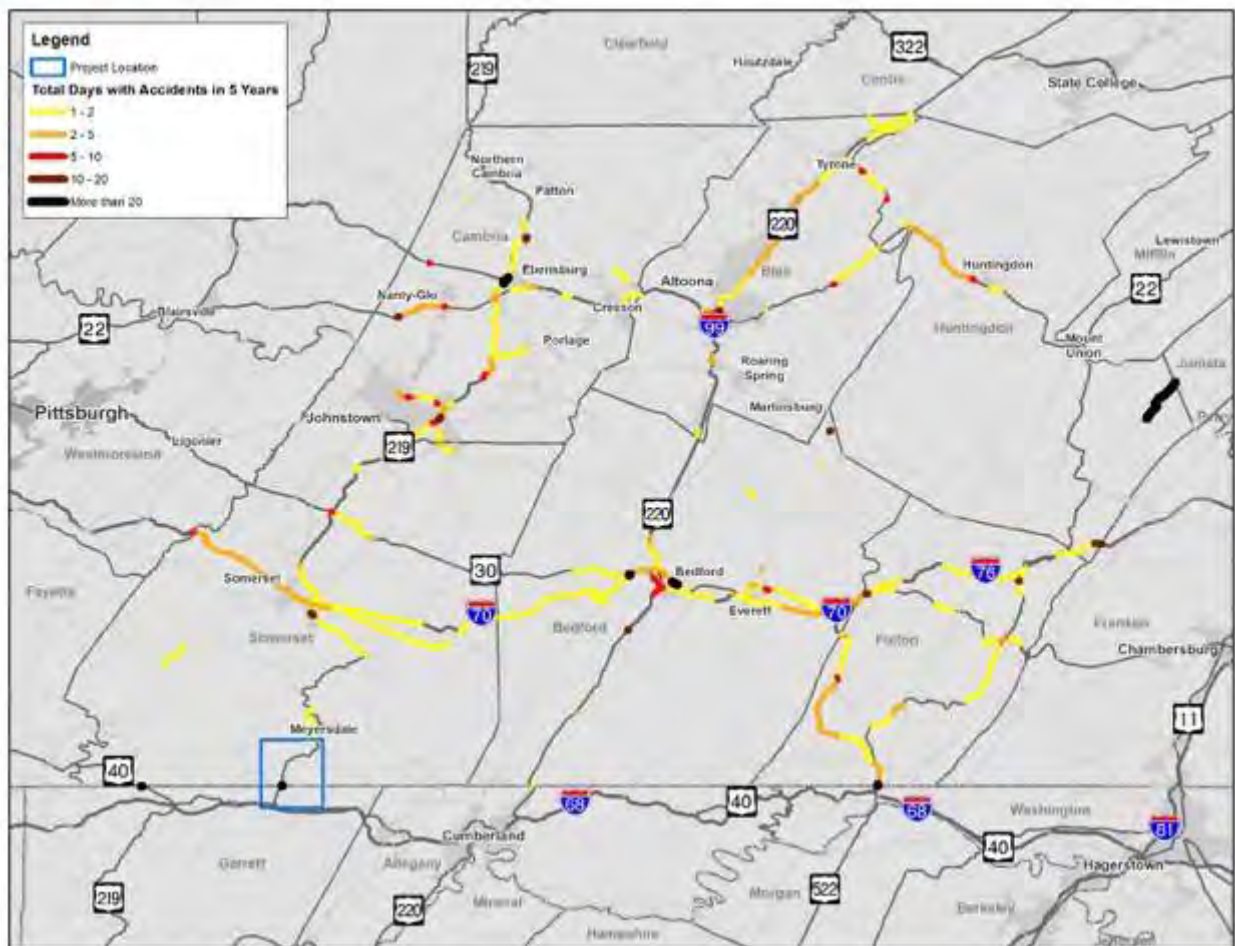 Legend
Project Location
Total Days with Accidents in 5 Years
1 - 2
2 - 5
5 - 10
10 - 20
More than 20
219
Clearfield
Houtzdale
322
Centre
State College
Northern
Cambria
Patton
Tyrone
Cambria
220
Lewistown
Mifflin
Ebensburg
Altoona
Blair
Huntingdon
22
Nanty-Glo
Cresson
Blairsville
22
99
Huntingdon
Mount
Union
Portage
Roaring
Spring
Juniata
Pittsburgh
Johnstown
Martinsburg
Ligonier
219
Westmoreland
220
30
Somerset
Bedford
76
Fayette
70
Everett
70
Somerset
Bedford
Fulton
Franklin
Chambersburg
Meyersdale
11
40
68
40
68
Washington
81
Cumberland
40
Hagerstown
Garrett
Allegany
219
220
Mineral
Morgan
522
Berkeley
Hampshire